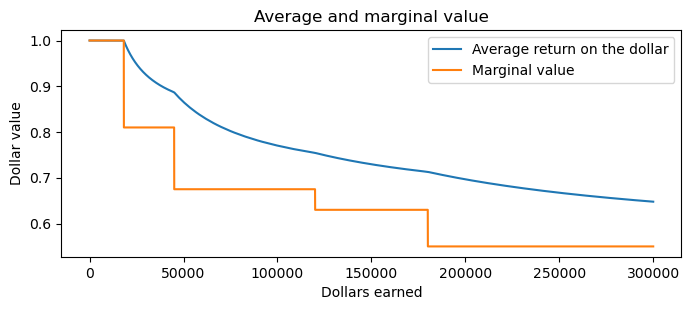 Average and marginal value
1.0
0.9
0.8
0.7
0.6
Dollar value
Average return on the dollar
Marginal value
0
50000
100000
150000
200000
250000
300000
Dollars earned